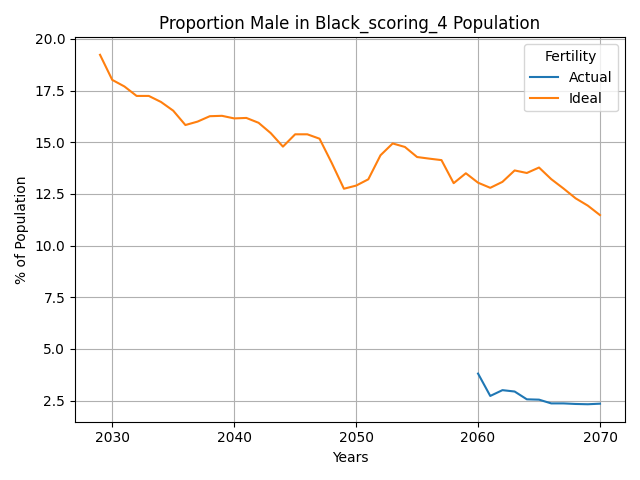 Proportion Male in Black_scoring_4 Population
20.0
17.5
15.0
12.5
10.0
7.5
5.0
2.5
% of Population
Fertility
Actual
Ideal
2030 2040 2050 2060 2070
Years